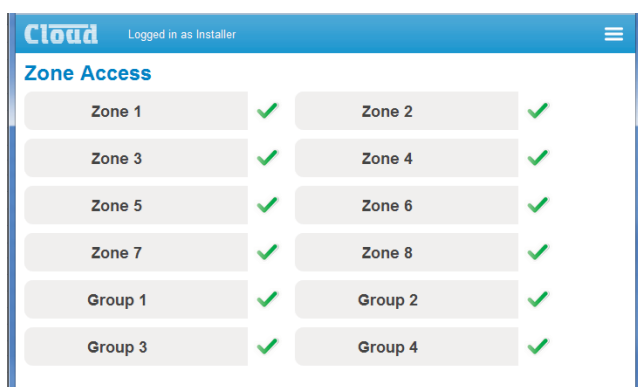 Cloud Logged in as Installer
Zone Access
Zone 1 Zone 2
Zone 3 Zone 4
Zone 5 Zone 6
Zone 7 Zone 8
Group 1 Group 2
Group 3 Group 4